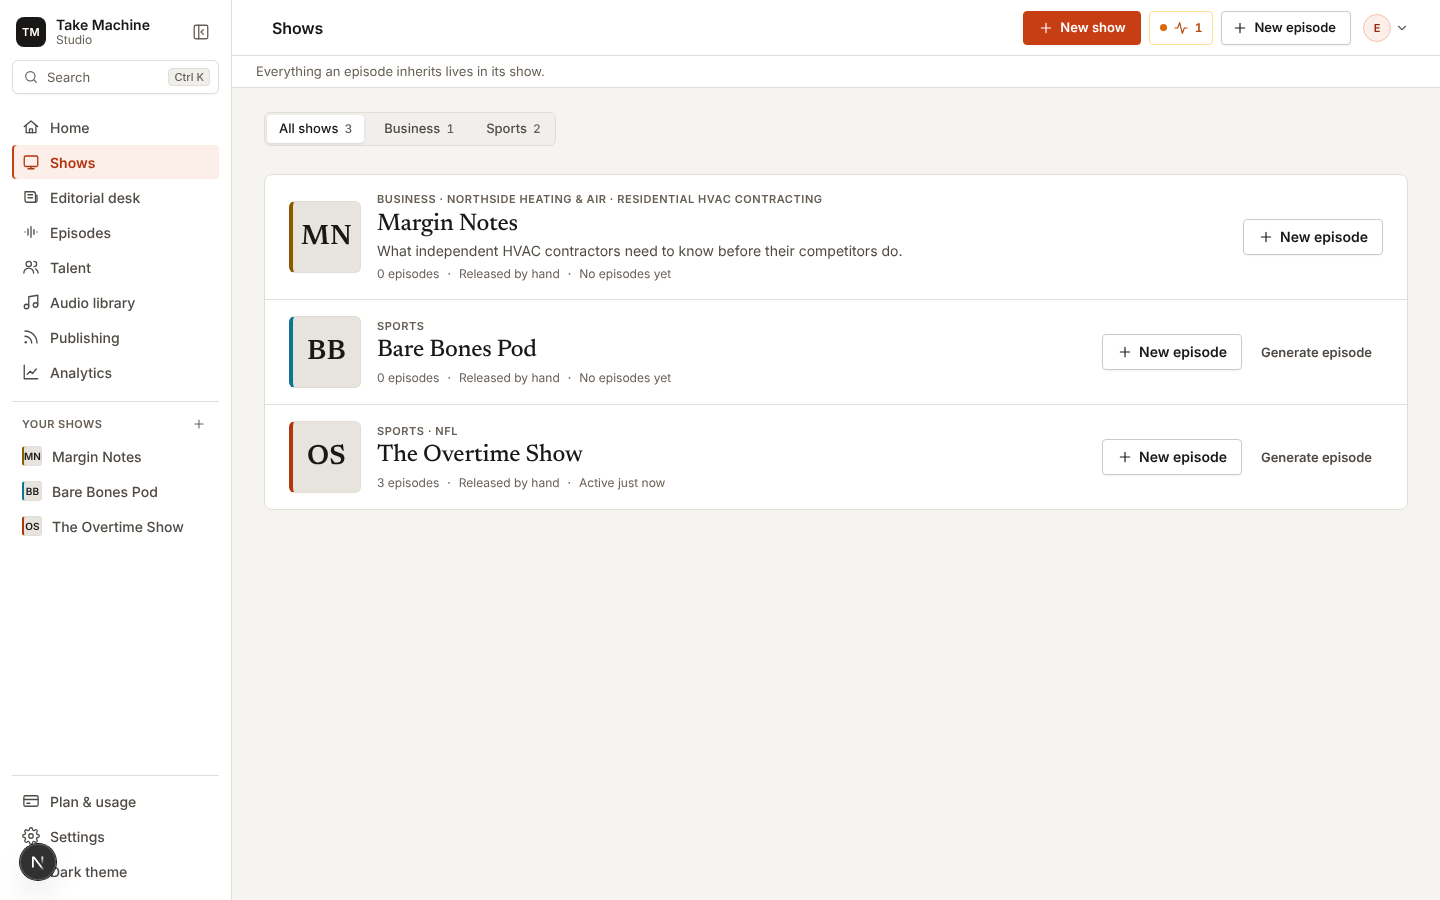 TM
Take Machine
Studio
Search
Ctrl K
Home
Shows
Editorial desk
Episodes
Talent
Audio library
Publishing
Analytics
YOUR SHOWS
MN Margin Notes
BB Bare Bones Pod
OS The Overtime Show
Plan & usage
Settings
N
Dark theme
Shows
New show
1
New episode
E
Everything an episode inherits lives in its show.
All shows 3
Business 1
Sports 2
MN
BUSINESS · NORTHSIDE HEATING & AIR · RESIDENTIAL HVAC CONTRACTING
Margin Notes
What independent HVAC contractors need to know before their competitors do.
0 episodes · Released by hand · No episodes yet
New episode
BB
SPORTS
Bare Bones Pod
0 episodes · Released by hand · No episodes yet
New episode
Generate episode
OS
SPORTS · NFL
The Overtime Show
3 episodes · Released by hand · Active just now
New episode
Generate episode